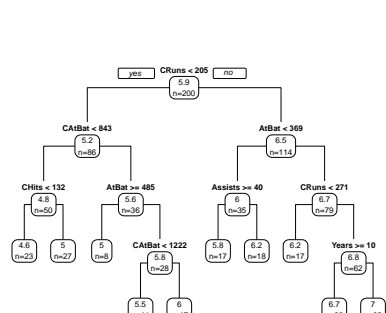 yes CRuns < 205 no
5.9
n=200
CAtBat < 843 AtBat < 369
5.2 6.5
n=86 n=114
CHits < 132 AtBat >= 485 Assists >= 40 CRuns < 271
4.8 5.6 6 6.7
n=50 n=36 n=35 n=79
4.6 5 5 CAtBat < 1222 5.8 6.2 6.2 Years >= 10
n=23 n=27 n=8 5.8 n=17 n=18 n=17 6.8
n=28 n=62
5.5 6 6.7 7